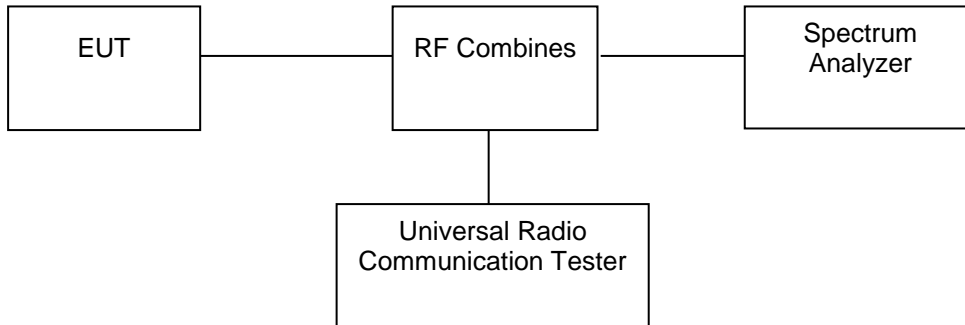 EUT
RF Combines
Spectrum
Analyzer
Universal Radio
Communication Tester